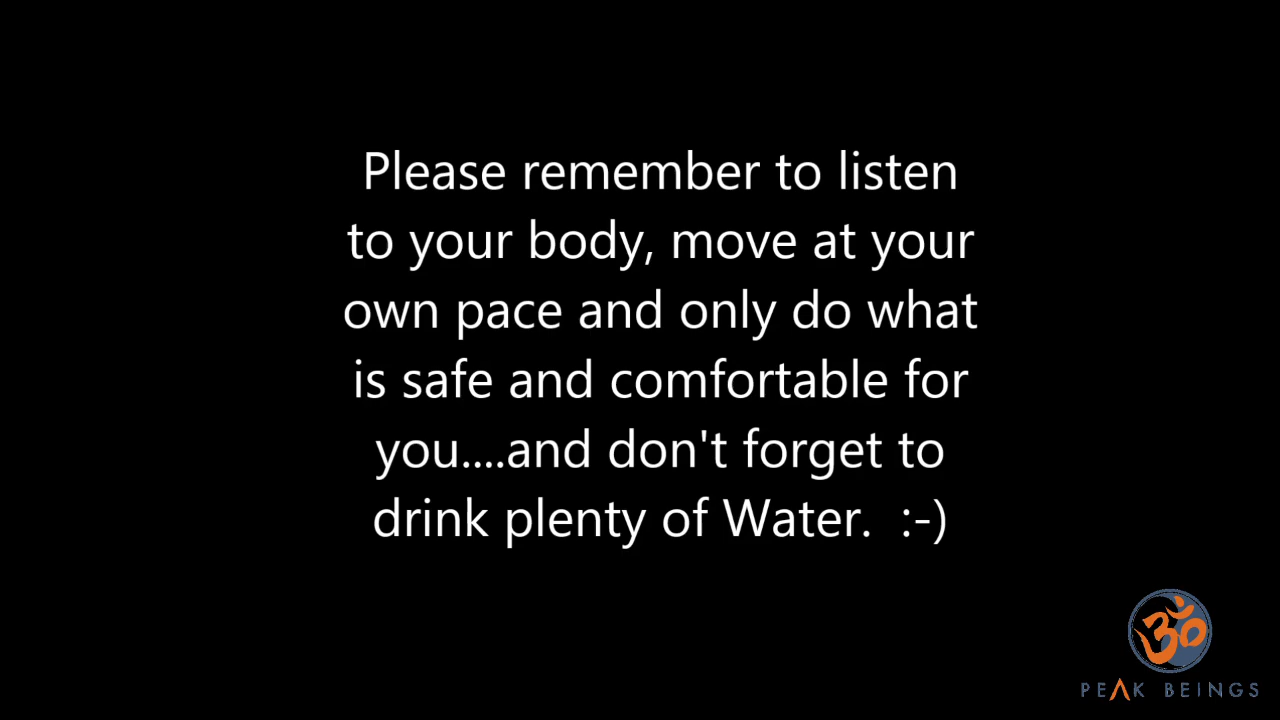 Please remember to listen
to your body, move at your
own pace and only do what
is safe and comfortable for
you....and don't forget to
drink plenty of Water.  :-)
ॐ
PEAK BEINGS